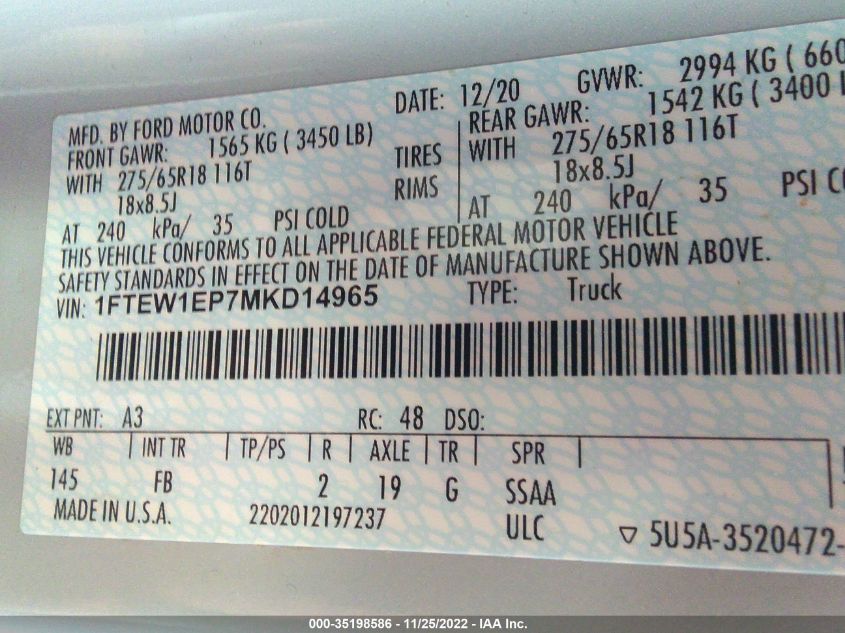 DATE: 12/20 GVWR: 2994 KG ( 660
MFD. BY FORD MOTOR CO.
FRONT GAWR: 1565 KG ( 3450 LB)
REAR GAWR: 1542 KG ( 3400 L
WITH 275/65R18 116T TIRES WITH 275/65R18 116T
18x8.5J RIMS 18x8.5J
AT 240 kPa/ 35 PSI COLD AT 240 kPa/ 35 PSI CO
THIS VEHICLE CONFORMS TO ALL APPLICABLE FEDERAL MOTOR VEHICLE
SAFETY STANDARDS IN EFFECT ON THE DATE OF MANUFACTURE SHOWN ABOVE.
VIN: 1FTEW1EP7MKD14965 TYPE: Truck
EXT PNT: A3 RC: 48 DSO:
WB INT TR TP/PS R AXLE TR SPR
145 FB 2 19 G SSAA
MADE IN U.S.A. 2202012197237 ULC ▽ 5U5A-3520472-
000-35198586 - 11/25/2022 - IAA Inc.